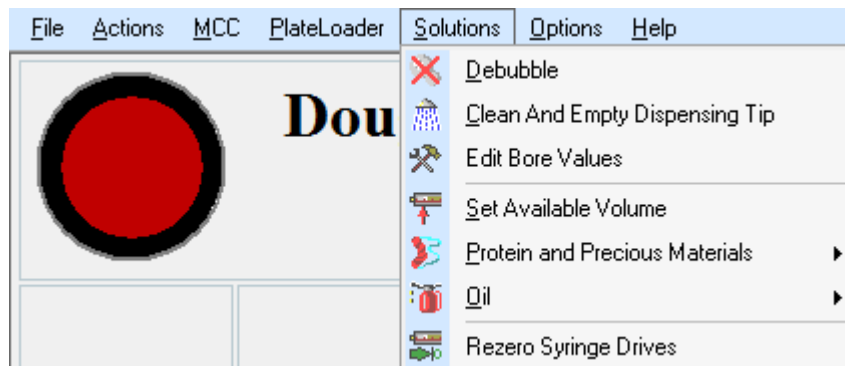 File Actions MCC PlateLoader Solutions Options Help
Dou
Debubble
Clean And Empty Dispensing Tip
Edit Bore Values
Set Available Volume
Protein and Precious Materials
Oil
Rezero Syringe Drives